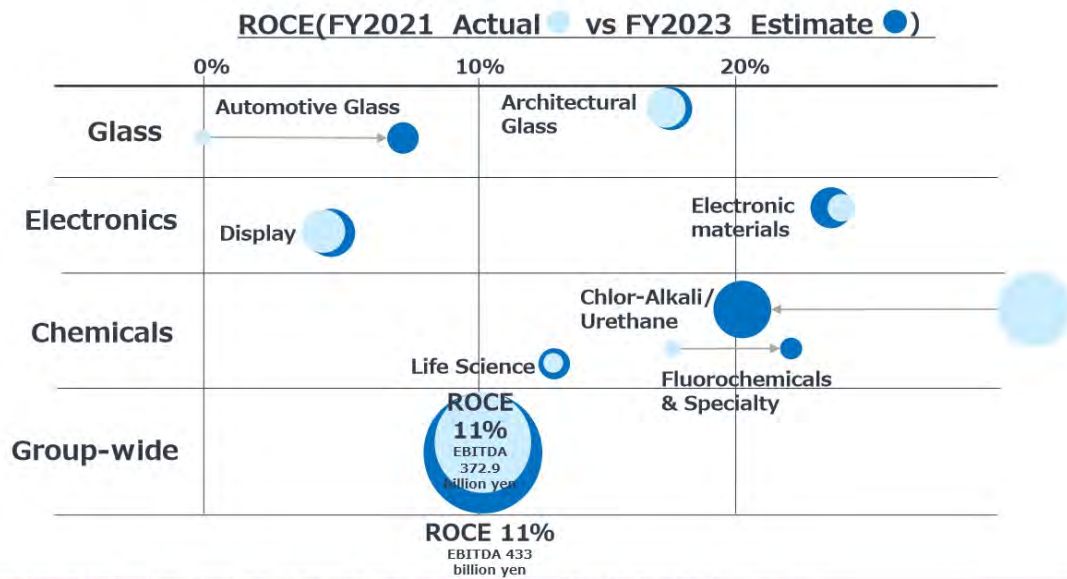 ROCE(FY2021 Actual vs FY2023 Estimate )
0%
10%
20%
Glass
Automotive Glass
Architectural
Glass
Electronics
Display
Electronic
materials
Chemicals
Chlor-Alkali/
Urethane
Life Science
Fluorochemicals
& Specialty
Group-wide
ROCE
11%
EBITDA
372.9
billion yen
ROCE 11%
EBITDA 433
billion yen